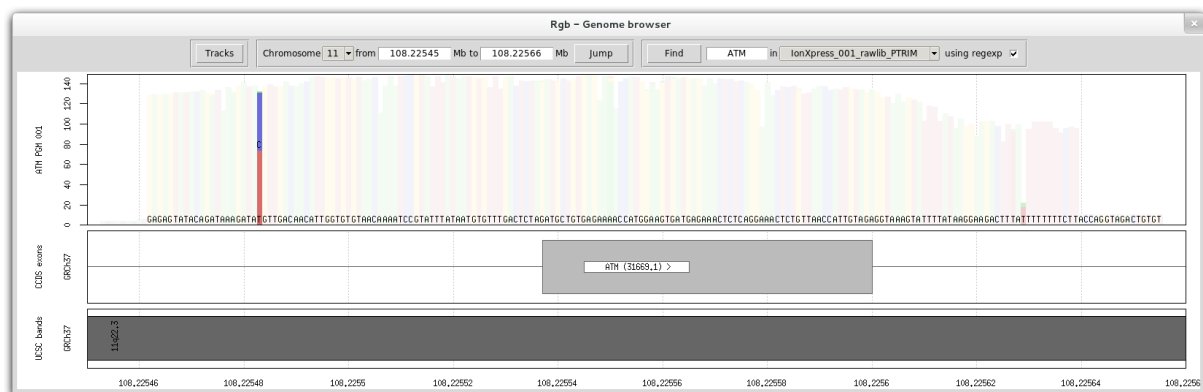 Rgb - Genome browser
Tracks Chromosome 11 from 108.22545 Mb to 108.22566 Mb Jump Find ATM in IonXpress_001_rawlib_PTRIM using regexp
ATM PGM 001
140
120
100
80
60
40
20
0
C
GAGAGTATACAGATAAAGATATGTTGACAACATTGGTGTGTAACAAAATCCGTATTTATAATGTGTTTGACTCTAGATGCTGTGAGAAAACCATGGAAGTGATGAGAAACTCTCAGGAAACTCTGTTAACCATTGTAGAGGTAAAGTATTTTATAAGGAAGACTTTATTTTTTTTCTTACCAGGTAGACTGTGT
CCDS exons
GRCh37
ATM (31669.1) >
UCSC bands
GRCh37
11q22.3
108.22546 108.22548 108.2255 108.22552 108.22554 108.22556 108.22558 108.2256 108.22562 108.22564 108.2256